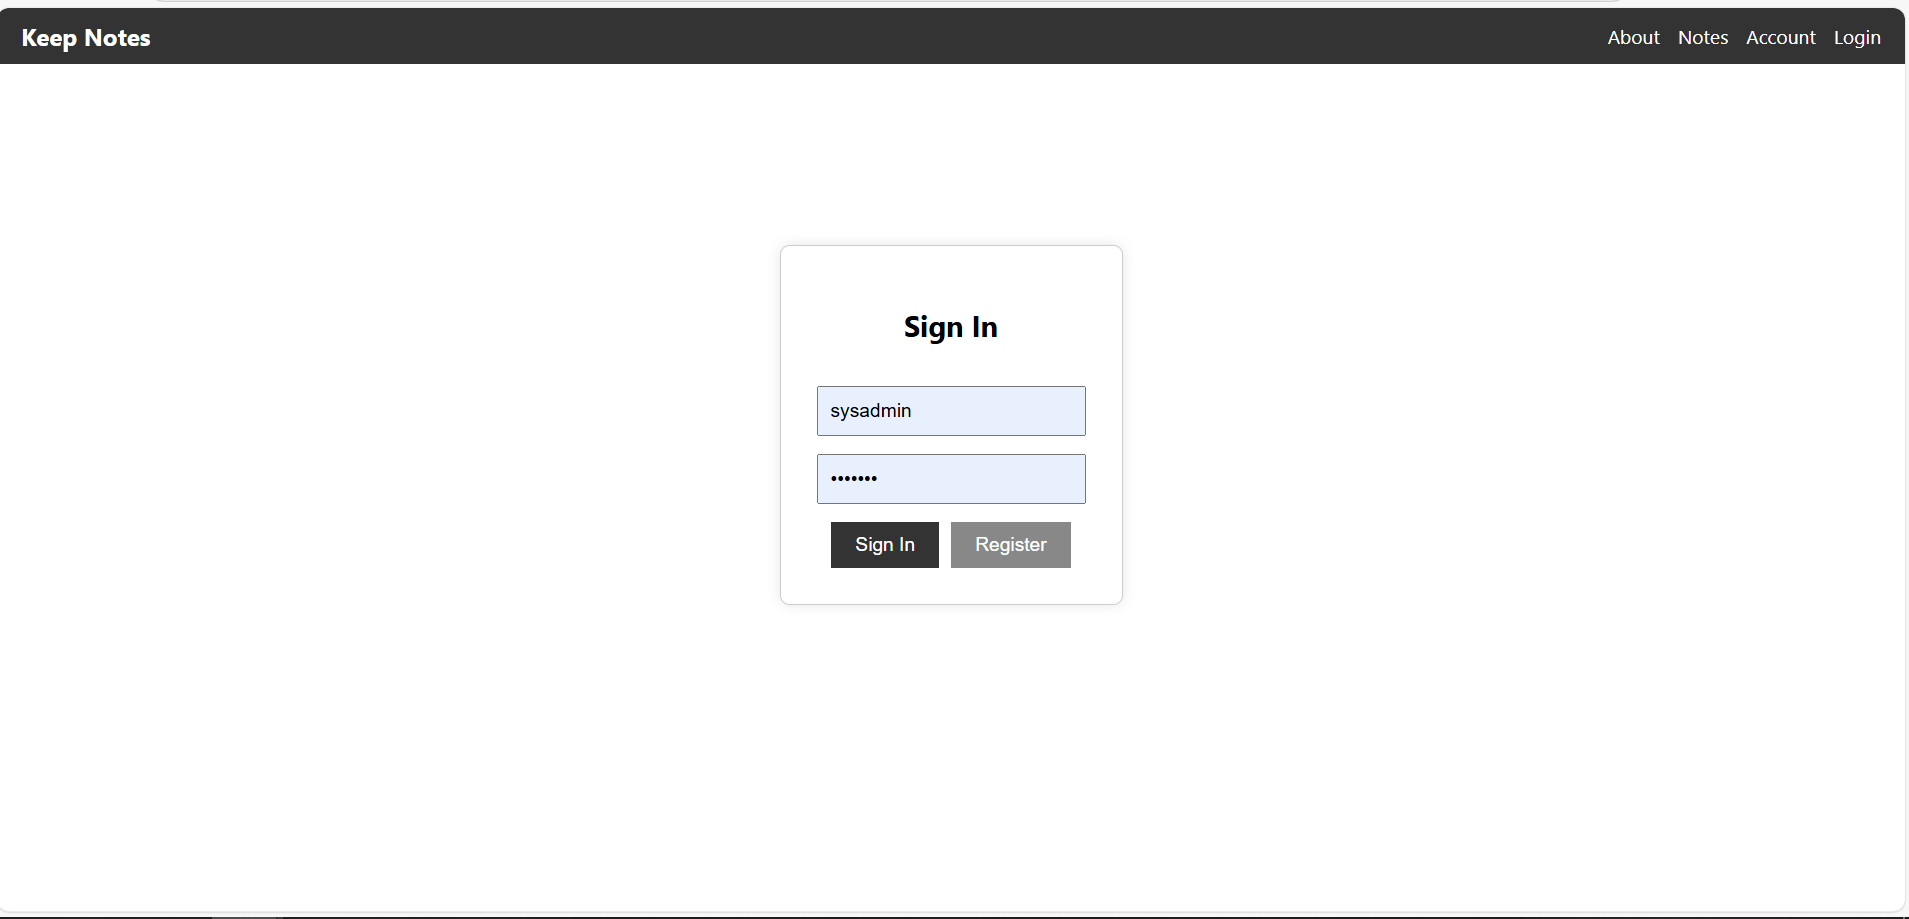 Keep Notes
About Notes Account Login
Sign In
sysadmin
•••••••
Sign In Register